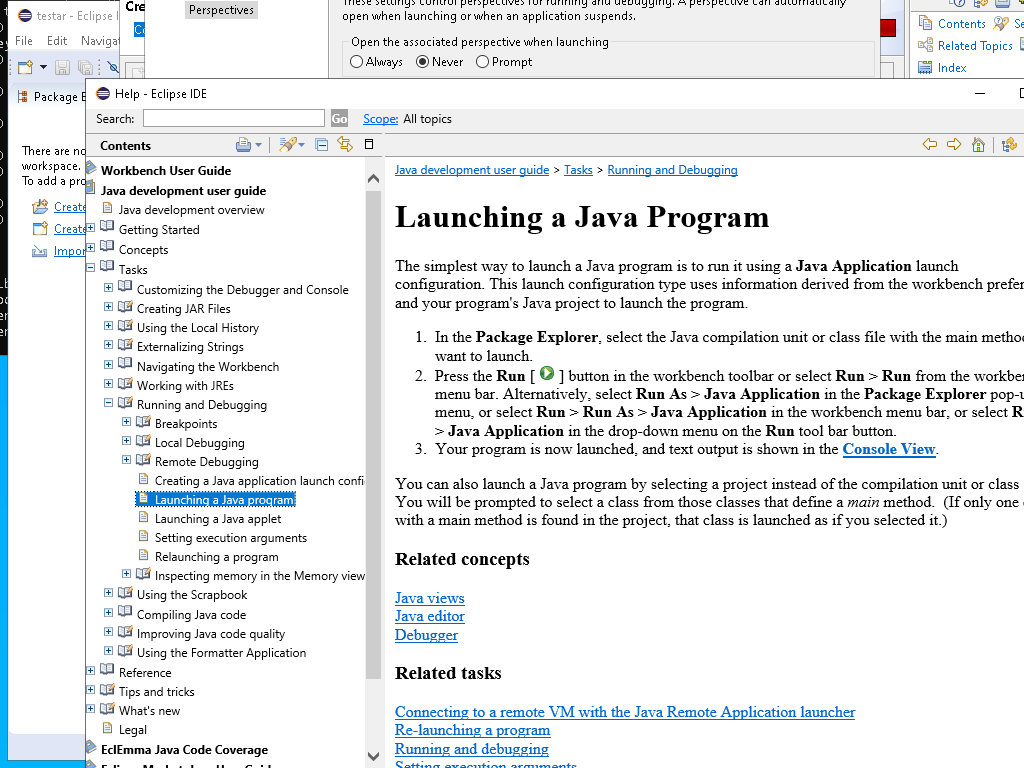 testar - Eclipse I
File Edit Navigat
Package E
There are no
workspace.
To add a pro
Create
Create
Impor
Cre
Perspectives
These settings control perspectives for running and debugging. A perspective can automatically
open when launching or when an application suspends.
Open the associated perspective when launching
Always Never Prompt
Contents Se
Related Topics
Index
Help - Eclipse IDE
Search: Go Scope: All topics
Contents
Workbench User Guide
Java development user guide
Java development overview
Getting Started
Concepts
Tasks
Customizing the Debugger and Console
Creating JAR Files
Using the Local History
Externalizing Strings
Navigating the Workbench
Working with JREs
Running and Debugging
Breakpoints
Local Debugging
Remote Debugging
Creating a Java application launch confi
Launching a Java program
Launching a Java applet
Setting execution arguments
Relaunching a program
Inspecting memory in the Memory view
Using the Scrapbook
Compiling Java code
Improving Java code quality
Using the Formatter Application
Reference
Tips and tricks
What's new
Legal
EclEmma Java Code Coverage
Java development user guide > Tasks > Running and Debugging
Launching a Java Program
The simplest way to launch a Java program is to run it using a Java Application launch
configuration. This launch configuration type uses information derived from the workbench prefer
and your program's Java project to launch the program.
1. In the Package Explorer, select the Java compilation unit or class file with the main metho
want to launch.
2. Press the Run [ ] button in the workbench toolbar or select Run > Run from the workben
menu bar. Alternatively, select Run As > Java Application in the Package Explorer pop-u
menu, or select Run > Run As > Java Application in the workbench menu bar, or select R
> Java Application in the drop-down menu on the Run tool bar button.
3. Your program is now launched, and text output is shown in the Console View.
You can also launch a Java program by selecting a project instead of the compilation unit or class
You will be prompted to select a class from those classes that define a main method. (If only one
with a main method is found in the project, that class is launched as if you selected it.)
Related concepts
Java views
Java editor
Debugger
Related tasks
Connecting to a remote VM with the Java Remote Application launcher
Re-launching a program
Running and debugging
Setting execution arguments